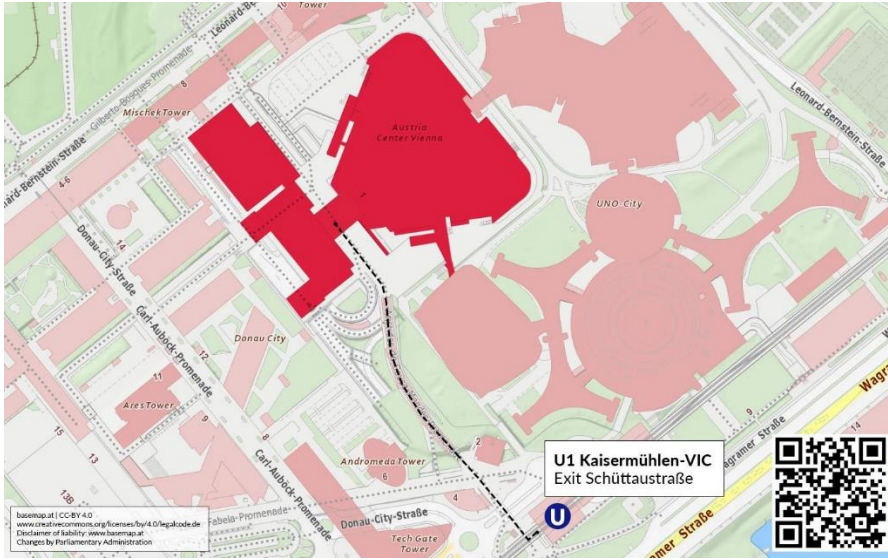 Tower
10
Leonard-Bernstein-Straße
Gilberto-Bosques-Promenade
8
Mischek Tower
Leonard-Bernstein-Straße
Austria
Center Vienna
1
4-6
UNO-City
Donau-City-Straße
14
Carl-Auböck-Promenade
12
Donau City
11
Ares Tower
9
8
15
13
13B
Carl-Auböck-Promenade
Andromeda Tower
6
2
4
Donau-City-Straße
Tech Gate
Tower
U1 Kaisermühlen-VIC
Exit Schüttaustraße
U
9
Wagramer Straße
14
Wagramer Straße
basemap.at | CC-BY 4.0
www.creativecommons.org/licenses/by/4.0/legalcode.de
Disclaimer of liability: www.basemap.at
Changes by Parliamentary Administration